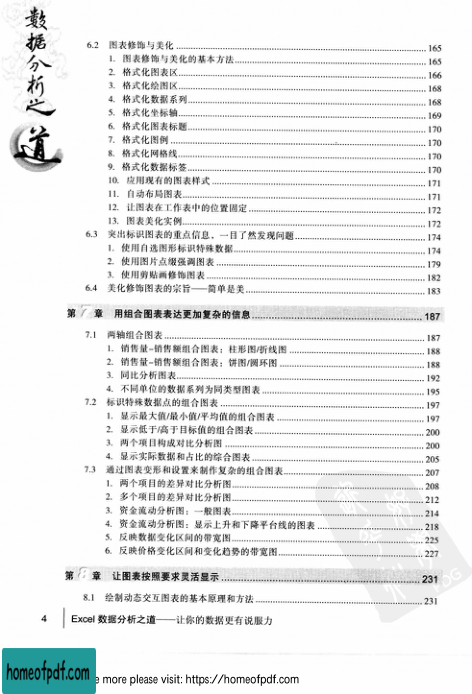 数据分析之道
6.2 图表修饰与美化 165
1. 图表修饰与美化的基本方法 165
2. 格式化图表区 166
3. 格式化绘图区 168
4. 格式化数据系列 168
5. 格式化坐标轴 169
6. 格式化图表标题 170
7. 格式化图例 170
8. 格式化网格线 170
9. 格式化数据标签 170
10. 应用现有的图表样式 171
11. 自动布局图表 171
12. 让图表在工作表中的位置固定 172
13. 图表美化实例 172
6.3 突出标识图表的重点信息，一目了然发现问题 174
1. 使用自选图形标识特殊数据 174
2. 使用图片点缀强调图表 179
3. 使用剪贴画修饰图表 182
6.4 美化修饰图表的宗旨——简单是美 183
第7章 用组合图表表达更加复杂的信息 187
7.1 两轴组合图表 187
1. 销售量-销售额组合图表：柱形图/折线图 188
2. 销售量-销售额组合图表：饼图/圆环图 188
3. 同比分析图表 192
4. 不同单位的数据系列为同类型图表 195
7.2 标识特殊数据点的组合图表 197
1. 显示最大值/最小值/平均值的组合图表 197
2. 显示低于/高于目标值的组合图表 200
3. 两个项目构成对比分析图 200
4. 显示实际数据和占比的综合图表 205
7.3 通过图表变形和设置来制作复杂的组合图表 207
1. 两个项目的差异对比分析图 208
2. 多个项目的差异对比分析图 212
3. 资金流动分析图：一般图表 214
4. 资金流动分析图：显示上升和下降平台线的图表 218
5. 反映数据变化区间的带宽图 225
6. 反映价格变化区间和变化趋势的带宽图 227
第8章 让图表按照要求灵活显示 231
8.1 绘制动态交互图表的基本原理和方法 231
4 Excel 数据分析之道——让你的数据更有说服力
homeofpdf.com
e more please visit: https://homeofpdf.com